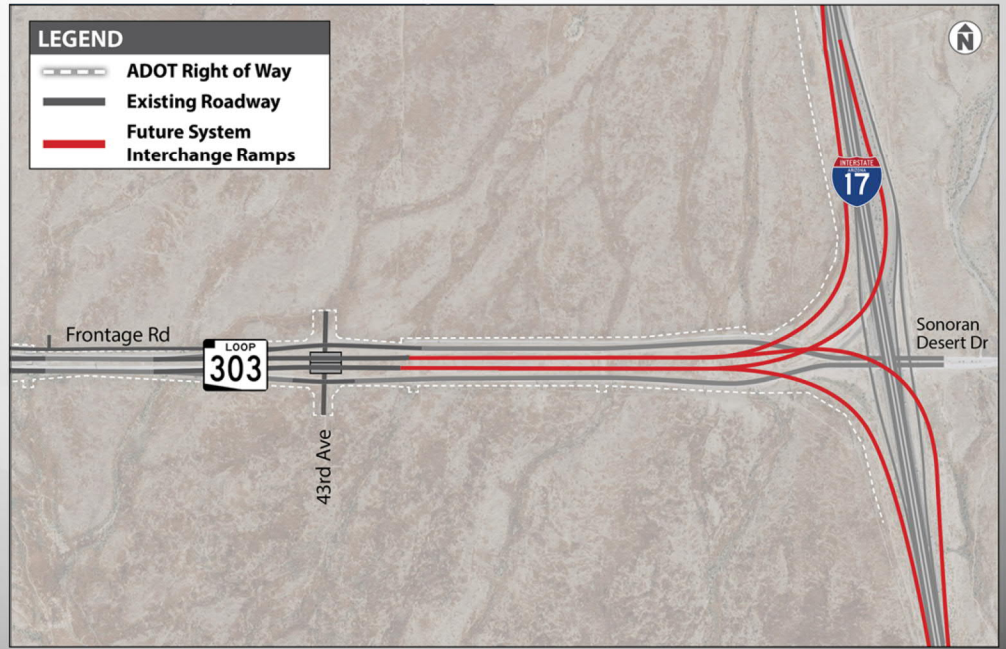 LEGEND
ADOT Right of Way
Existing Roadway
Future System
Interchange Ramps
N
INTERSTATE
ARIZONA
17
Frontage Rd
LOOP
303
Sonoran
Desert Dr
43rd Ave